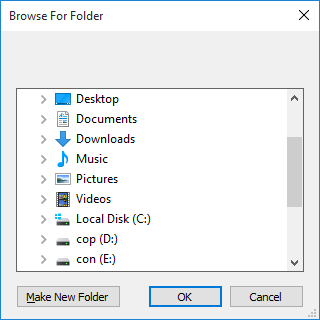 Browse For Folder
Desktop
Documents
Downloads
Music
Pictures
Videos
Local Disk (C:)
cop (D:)
con (E:)
Make New Folder
OK
Cancel